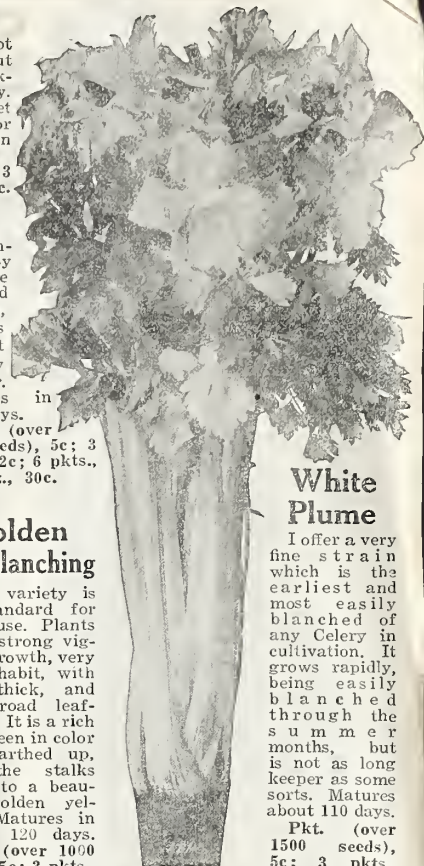 in
ys.
(over
eds), 5c; 3
2c; 6 pkts.,
., 30c.
olden
lanching
variety is
andard for
use. Plants
strong vig-
rowth, very
habit, with
thick, and
road leaf-
It is a rich
een in color
arthed up,
the stalks
to a beau-
olden yel-
Matures in
120 days.
(over 1000
5c; 3 pkts.
White
Plume
I offer a very
fine strain
which is the
earliest and
most easily
blanched of
any Celery in
cultivation. It
grows rapidly,
being easily
blanched
through the
summer
months, but
is not as long
keeper as some
sorts. Matures
about 110 days.
Pkt. (over
1500 seeds),
5c; 3 pkts.